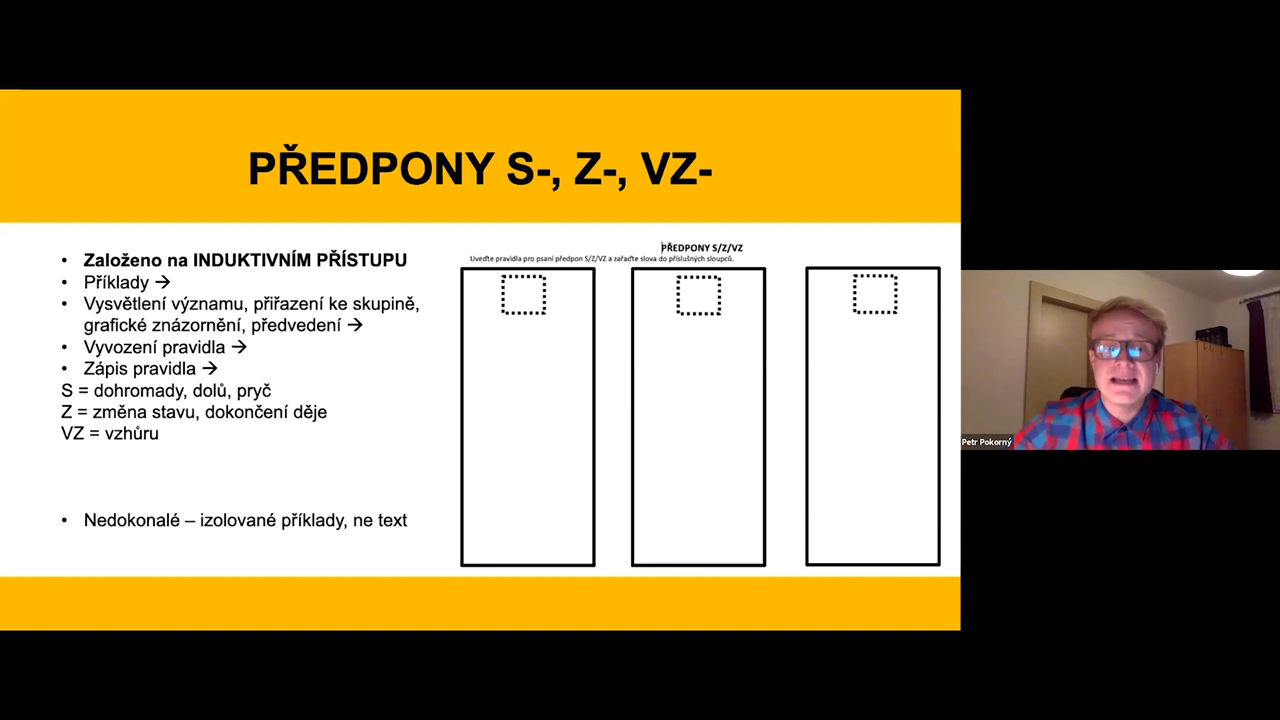 PŘEDPONY S-, Z-, VZ-
• Založeno na INDUKTIVNÍM PŘÍSTUPU
• Příklady →
• Vysvětlení významu, přiřazení ke skupině,
grafické znázornění, předvedení →
• Vyvození pravidla →
• Zápis pravidla →
S = dohromady, dolů, pryč
Z = změna stavu, dokončení děje
VZ = vzhůru
• Nedokonalé – izolované příklady, ne text
PŘEDPONY S/Z/VZ
Uveďte pravidla pro psaní předpon S/Z/VZ a zařaďte slova do příslušných sloupců.
Petr Pokorný